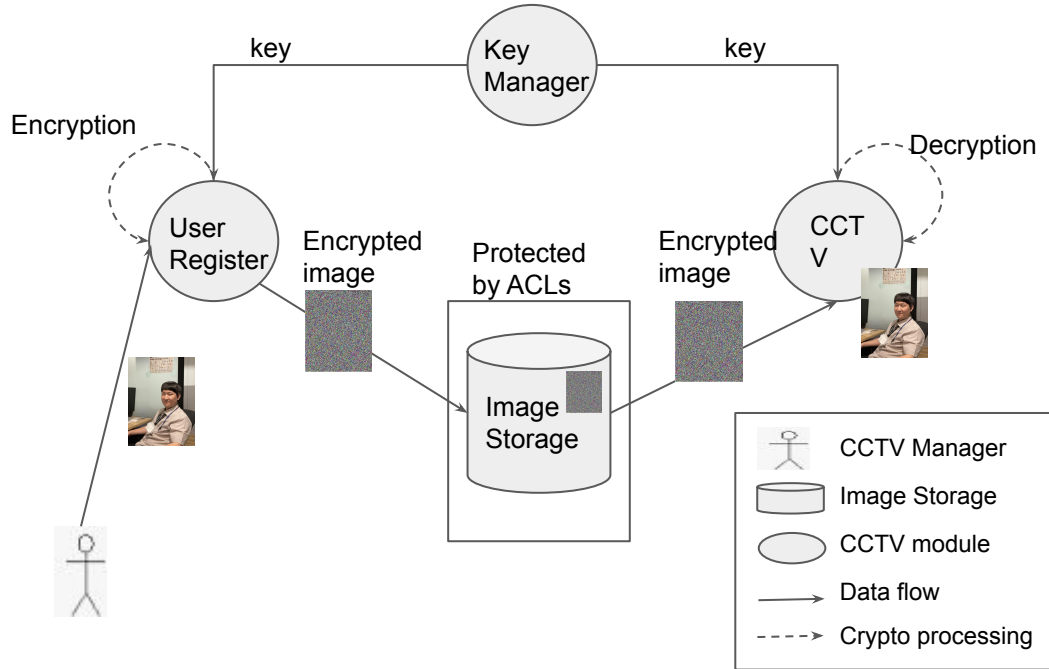 Key
Manager
key
key
Encryption
Decryption
User
Register
CCT
V
Encrypted
image
Protected
by ACLs
Encrypted
image
Image
Storage
CCTV Manager
Image Storage
CCTV module
Data flow
Crypto processing